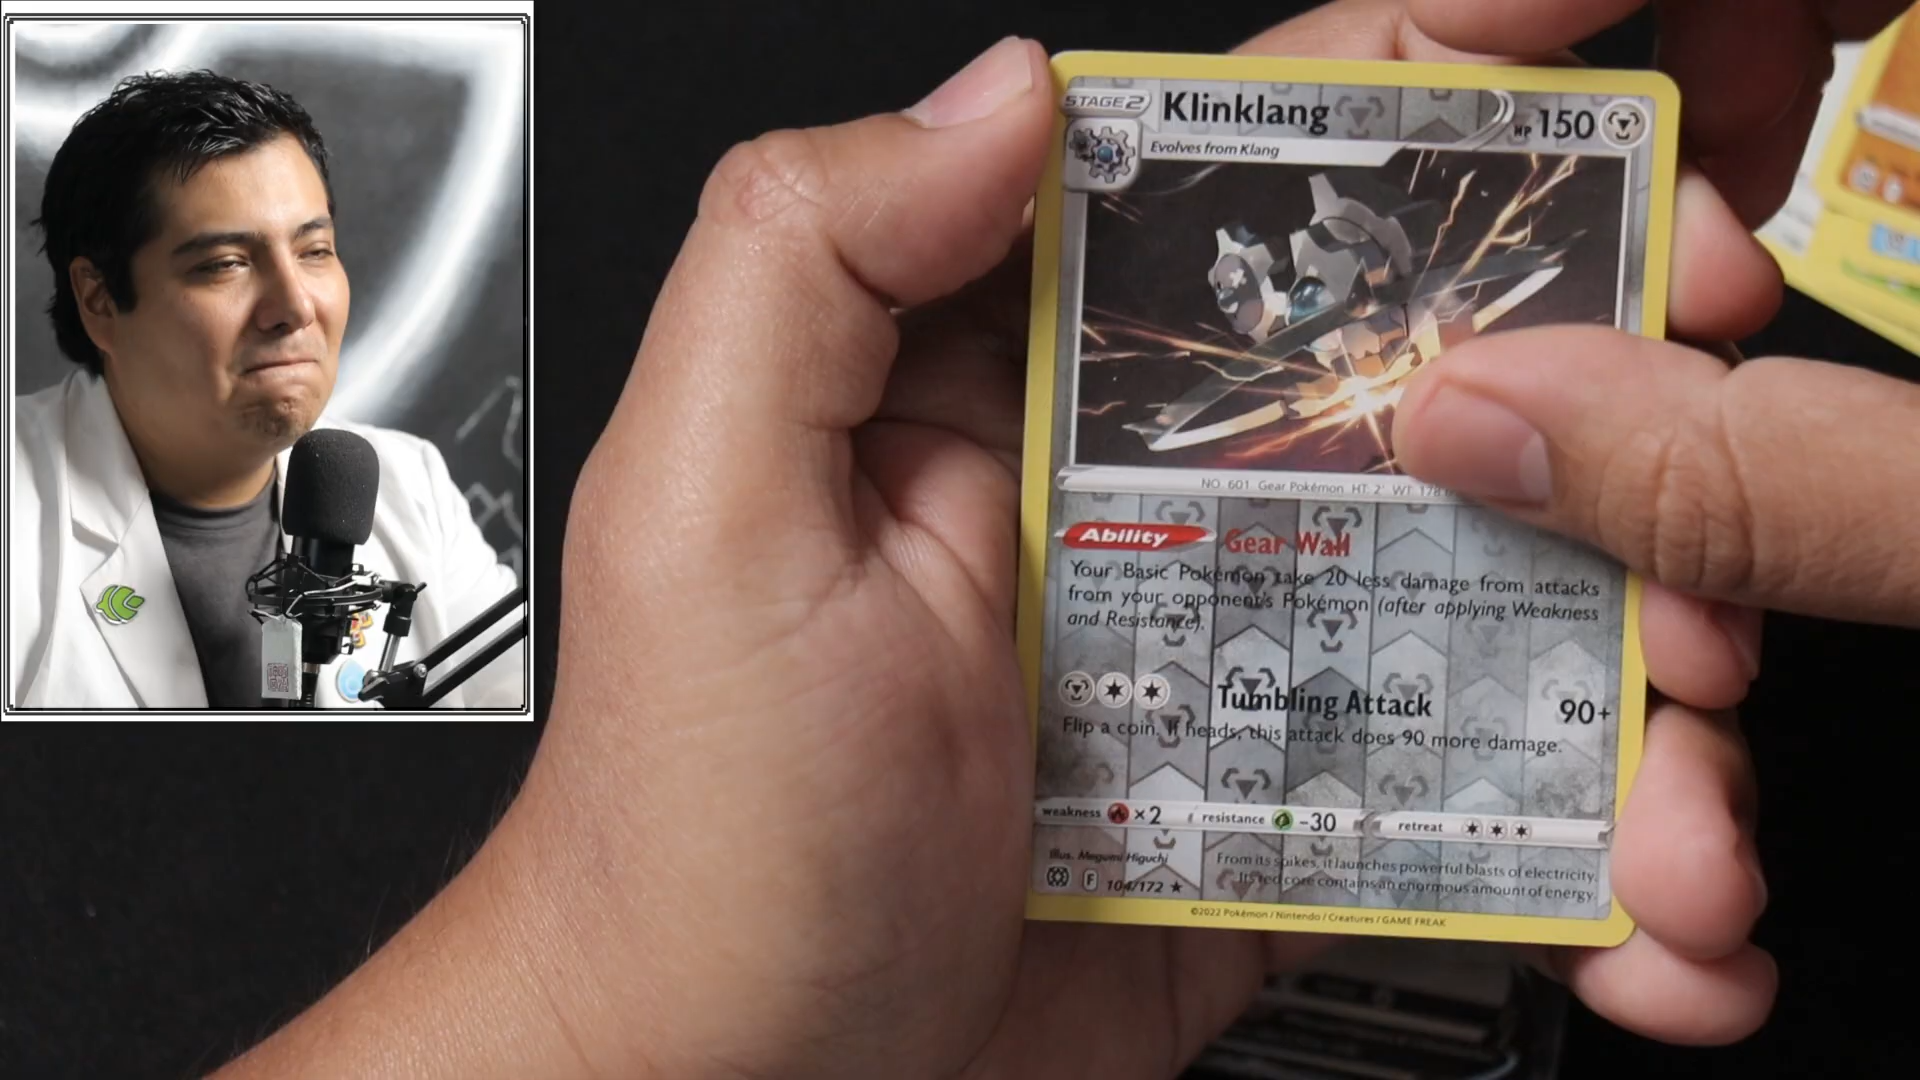 STAGE 2
Klinklang
HP 150
Evolves from Klang
NO. 601 Gear Pokémon HT: 2' WT: 178
Ability Gear Wall
Your Basic Pokémon take 20 less damage from attacks
from your opponent's Pokémon (after applying Weakness
and Resistance).
Tumbling Attack 90+
Flip a coin. If heads, this attack does 90 more damage.
weakness ×2 resistance -30 retreat
Illus. Megumi Higuchi
F 104/172
From its spikes, it launches powerful blasts of electricity.
Its red core contains an enormous amount of energy.
©2022 Pokémon / Nintendo / Creatures / GAME FREAK